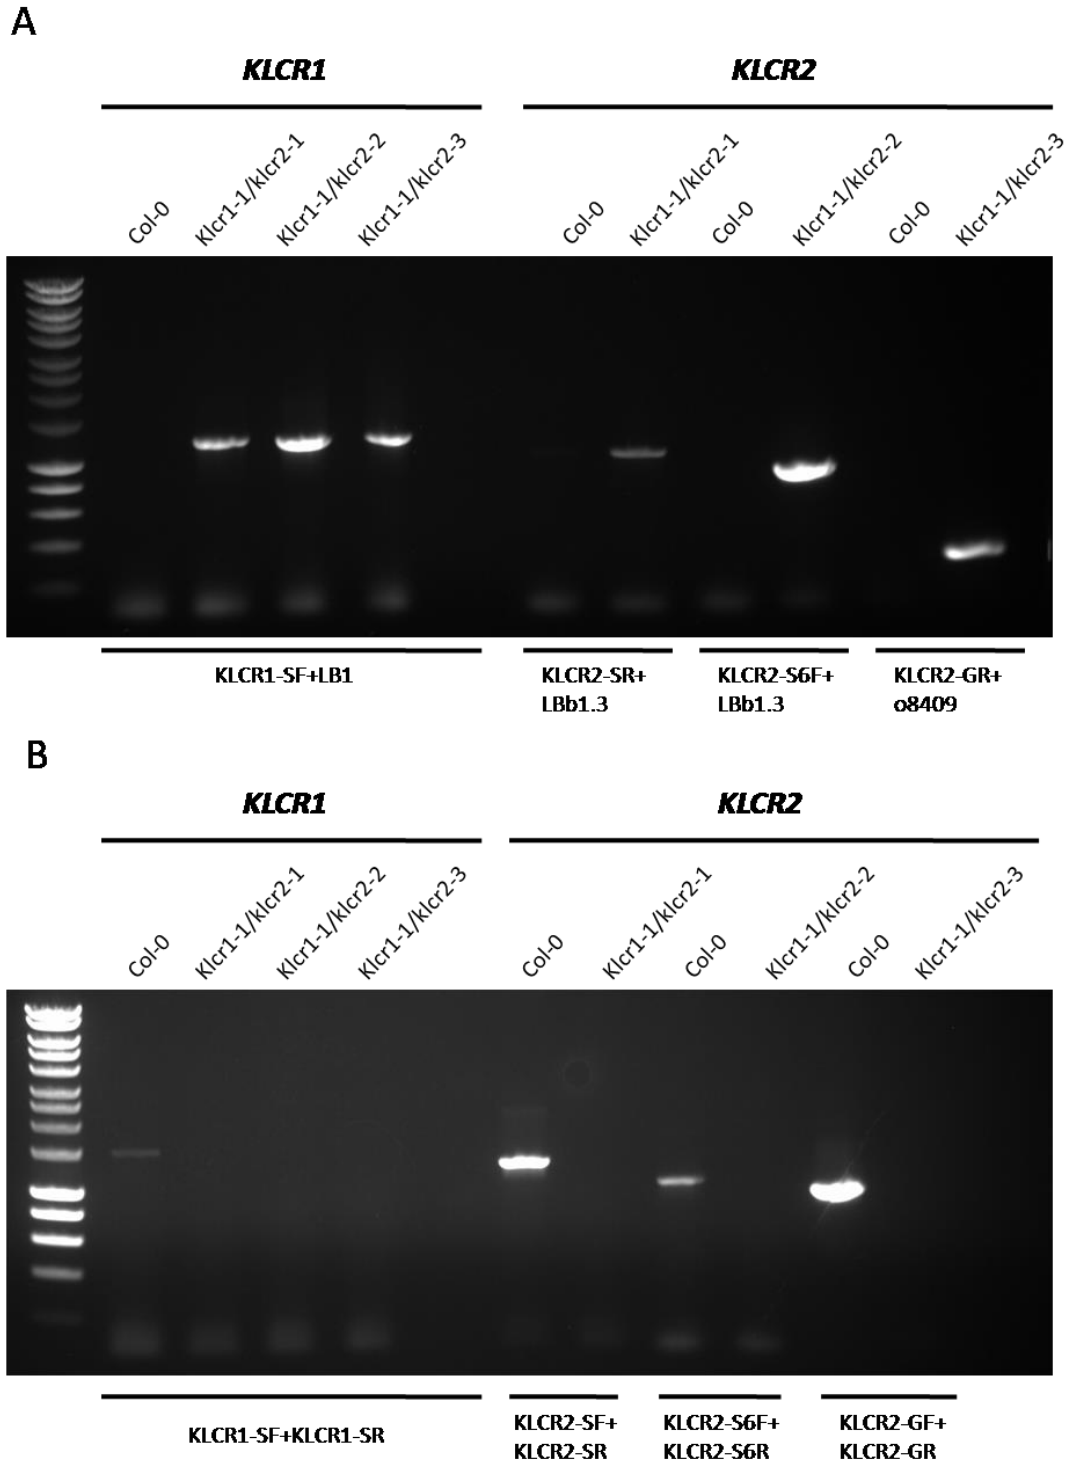 A
KLCR1 KLCR2
Col-0 Klcr1-1/klcr2-1 Klcr1-1/klcr2-2 Klcr1-1/klcr2-3 Col-0 Klcr1-1/klcr2-1 Col-0 Klcr1-1/klcr2-2 Col-0 Klcr1-1/klcr2-3
KLCR1-SF+LB1 KLCR2-SR+ KLCR2-S6F+ KLCR2-GR+
LBb1.3 LBb1.3 o8409
B
KLCR1 KLCR2
Col-0 Klcr1-1/klcr2-1 Klcr1-1/klcr2-2 Klcr1-1/klcr2-3 Col-0 Klcr1-1/klcr2-1 Col-0 Klcr1-1/klcr2-2 Col-0 Klcr1-1/klcr2-3
KLCR1-SF+KLCR1-SR KLCR2-SF+ KLCR2-S6F+ KLCR2-GF+
KLCR2-SR KLCR2-S6R KLCR2-GR